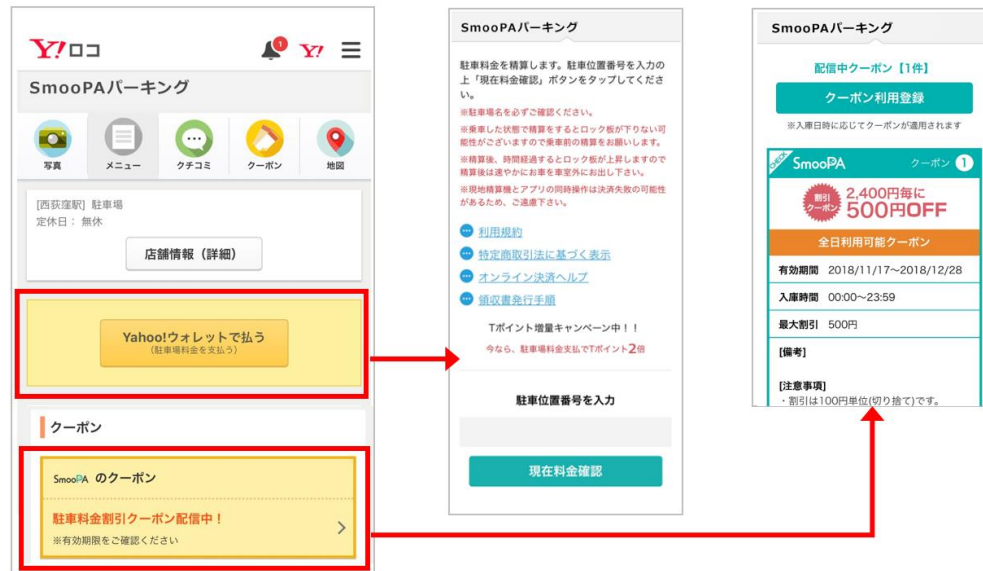 Y!ロコ
1
Y!
SmooPAパーキング
写真
メニュー
クチコミ
クーポン
地図
[西荻窪駅] 駐車場
定休日： 無休
店舗情報（詳細）
Yahoo!ウォレットで払う
（駐車場料金を支払う）
クーポン
SmooPA のクーポン
駐車料金割引クーポン配信中！
※有効期限をご確認ください
SmooPAパーキング
駐車料金を精算します。駐車位置番号を入力の
上「現在料金確認」ボタンをタップしてくださ
い。
※駐車場名を必ずご確認ください。
※乗車した状態で精算をするとロック板が下りない可
能性がございますので乗車前の精算をお願いします。
※精算後、時間経過するとロック板が上昇しますので
精算後は速やかにお車を車室外にお出し下さい。
※現地精算機とアプリの同時操作は決済失敗の可能性
があるため、ご遠慮下さい。
利用規約
特定商取引法に基づく表示
オンライン決済ヘルプ
領収書発行手順
Tポイント増量キャンペーン中！！
今なら、駐車場料金支払でTポイント2倍
駐車位置番号を入力
現在料金確認
SmooPAパーキング
配信中クーポン【1件】
クーポン利用登録
※入庫日時に応じてクーポンが適用されます
CHECK
SmooPA
クーポン 1
割引
クーポン
2,400円毎に
500円OFF
全日利用可能クーポン
有効期間 2018/11/17〜2018/12/28
入庫時間 00:00〜23:59
最大割引 500円
[備考]
[注意事項]
・割引は100円単位(切り捨て)です。